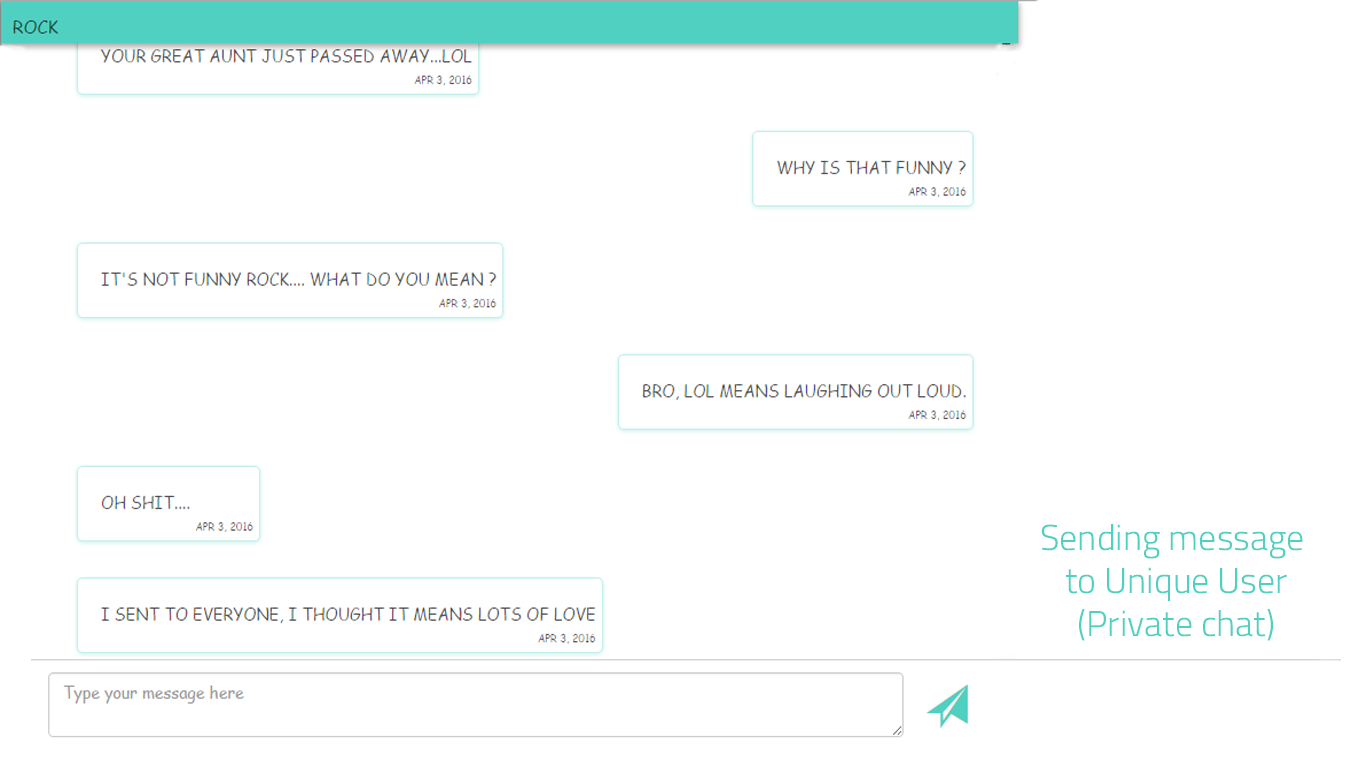 ROCK
YOUR GREAT AUNT JUST PASSED AWAY...LOL
APR 3, 2016
WHY IS THAT FUNNY ?
APR 3, 2016
IT'S NOT FUNNY ROCK.... WHAT DO YOU MEAN ?
APR 3, 2016
BRO, LOL MEANS LAUGHING OUT LOUD.
APR 3, 2016
OH SHIT....
APR 3, 2016
I SENT TO EVERYONE, I THOUGHT IT MEANS LOTS OF LOVE
APR 3, 2016
Sending message
to Unique User
(Private chat)
Type your message here